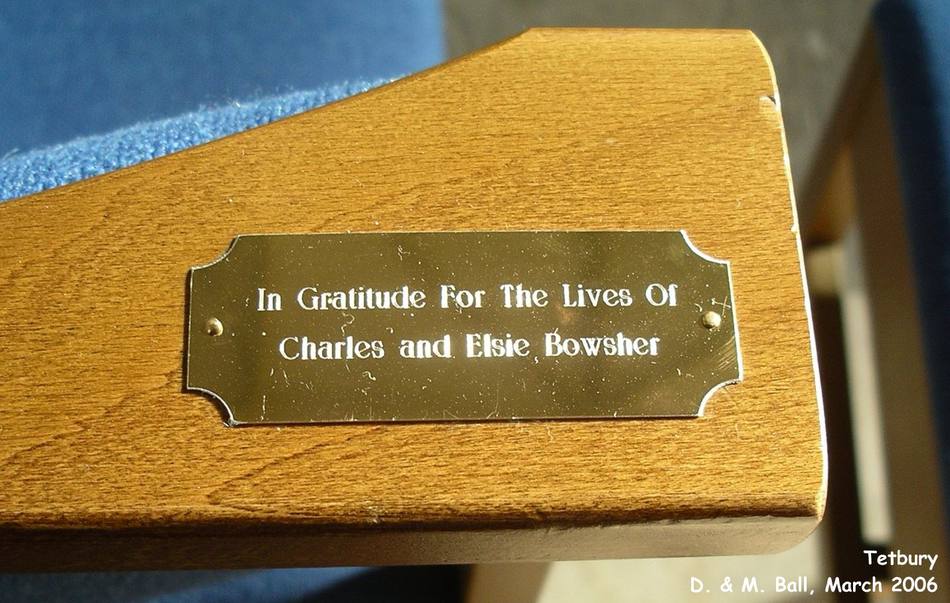 In Gratitude For The Lives Of
Charles and Elsie Bowsher
Tetbury
D. & M. Ball, March 2006